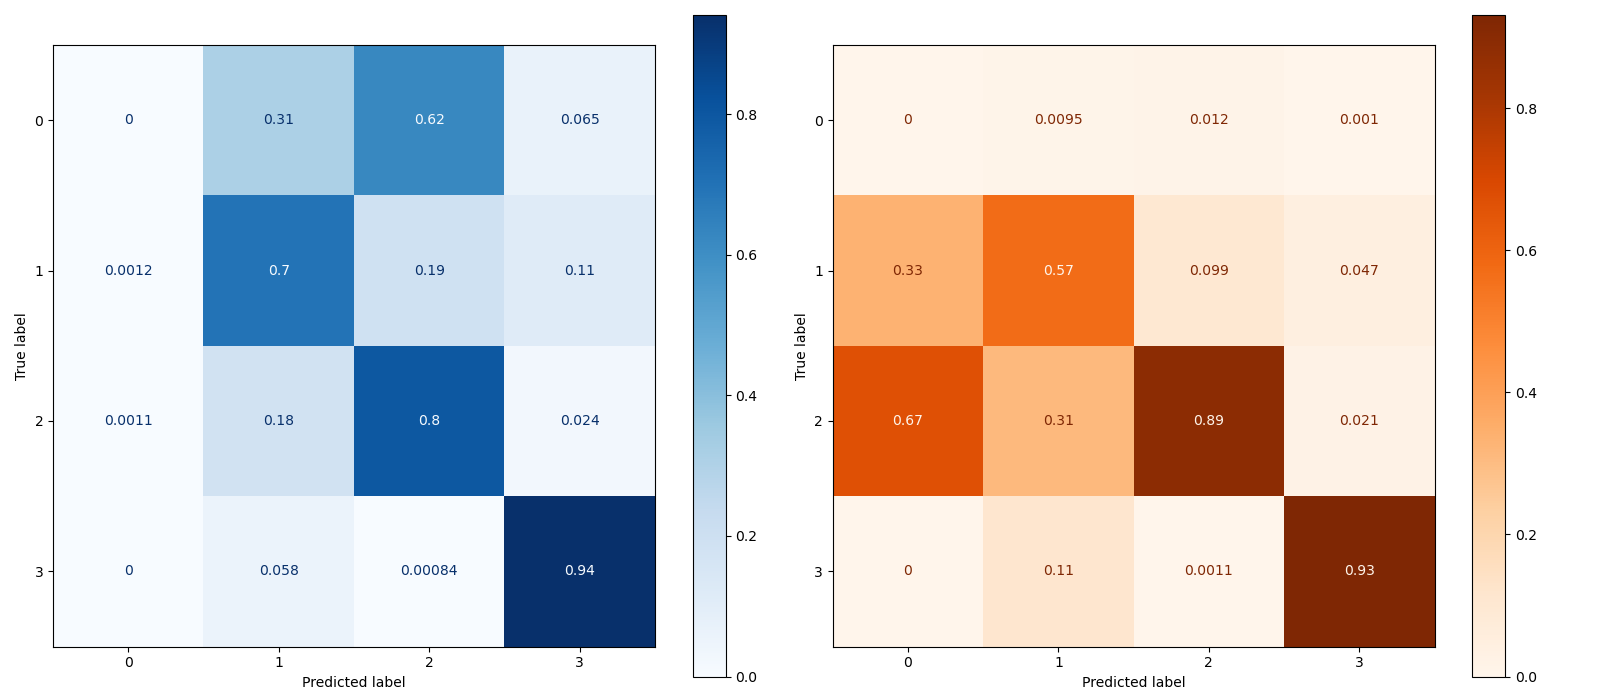 0 0 0.31 0.62 0.065
1 0.0012 0.7 0.19 0.11
2 0.0011 0.18 0.8 0.024
3 0 0.058 0.00084 0.94
0 1 2 3
True label
Predicted label
0.8
0.6
0.4
0.2
0.0
0 0 0.0095 0.012 0.001
1 0.33 0.57 0.099 0.047
2 0.67 0.31 0.89 0.021
3 0 0.11 0.0011 0.93
0 1 2 3
True label
Predicted label
0.8
0.6
0.4
0.2
0.0